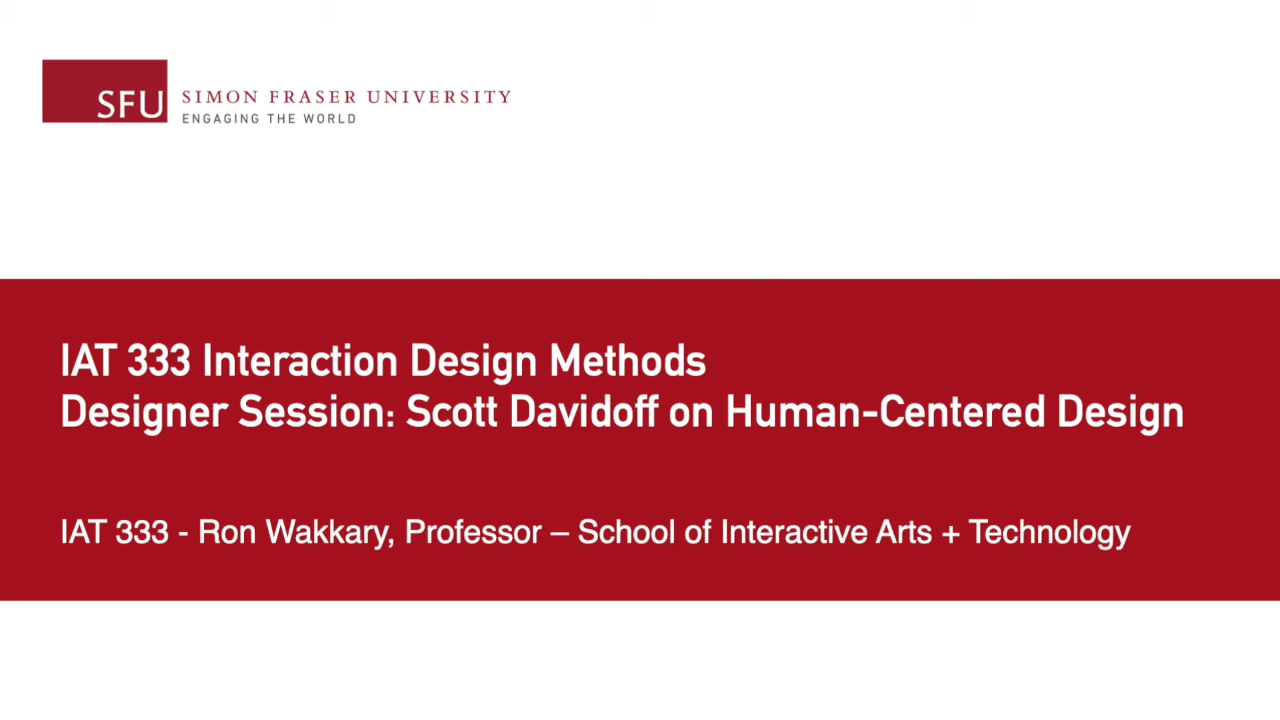 SFU
SIMON FRASER UNIVERSITY
ENGAGING THE WORLD
IAT 333 Interaction Design Methods
Designer Session: Scott Davidoff on Human-Centered Design
IAT 333 - Ron Wakkary, Professor – School of Interactive Arts + Technology